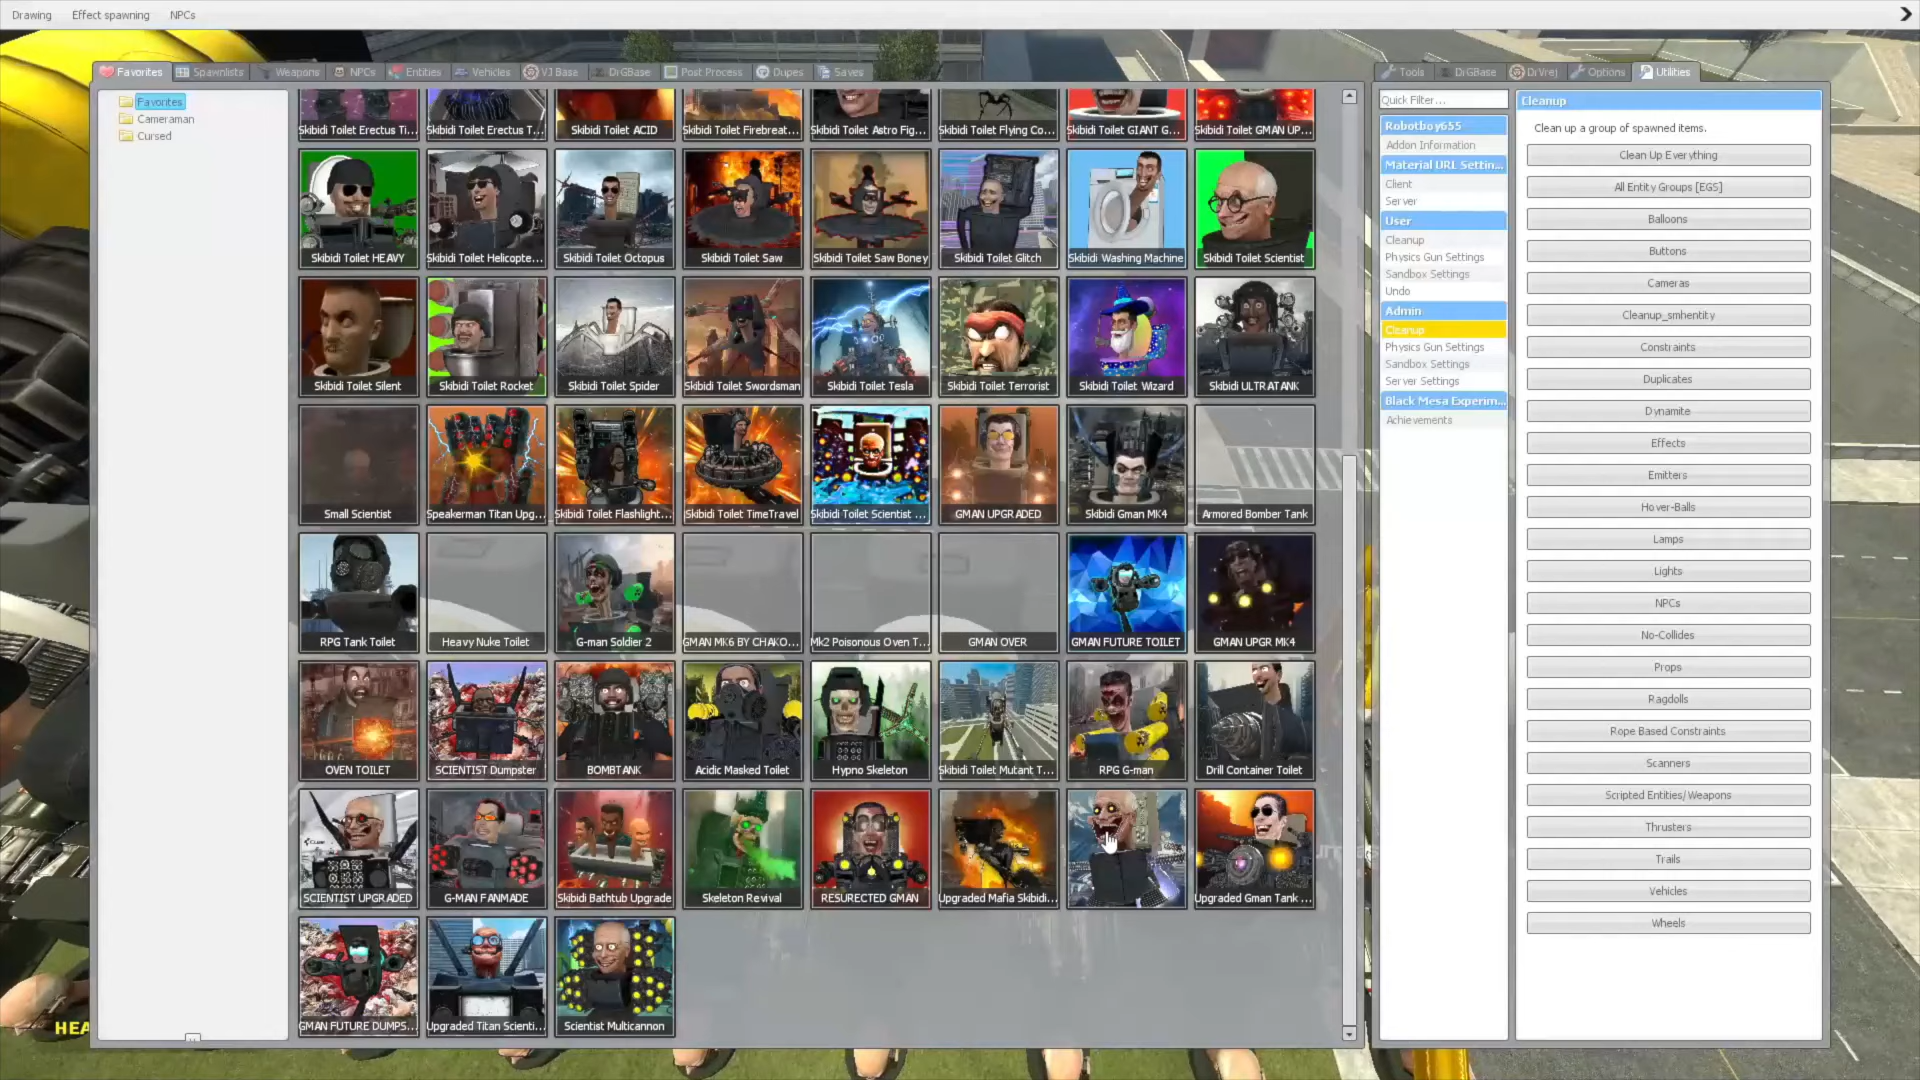 Drawing Effect spawning NPCs
Favorites Spawnlists Weapons NPCs Entities Vehicles VJ Base DrGBase Post Process Dupes Saves
Tools DrGBase DrVrej Options Utilities
Favorites
Cameraman
Cursed
Skibidi Toilet Erectus Ti... Skibidi Toilet Erectus T... Skibidi Toilet ACID Skibidi Toilet Firebreat... Skibidi Toilet Astro Fig... Skibidi Toilet Flying Co... Skibidi Toilet GIANT G... Skibidi Toilet GMAN UP...
Skibidi Toilet HEAVY Skibidi Toilet Helicopte... Skibidi Toilet Octopus Skibidi Toilet Saw Skibidi Toilet Saw Boney Skibidi Toilet Glitch Skibidi Washing Machine Skibidi Toilet Scientist
Skibidi Toilet Silent Skibidi Toilet Rocket Skibidi Toilet Spider Skibidi Toilet Swordsman Skibidi Toilet Tesla Skibidi Toilet Terrorist Skibidi Toilet Wizard Skibidi ULTRATANK
Small Scientist Speakerman Titan Upg... Skibidi Toilet Flashlight... Skibidi Toilet TimeTravel Skibidi Toilet Scientist ... GMAN UPGRADED Skibidi Gman MK4 Armored Bomber Tank
RPG Tank Toilet Heavy Nuke Toilet G-man Soldier 2 GMAN MK6 BY CHAKO... Mk2 Poisonous Oven T... GMAN OVER GMAN FUTURE TOILET GMAN UPGR MK4
OVEN TOILET SCIENTIST Dumpster BOMBTANK Acidic Masked Toilet Hypno Skeleton Skibidi Toilet Mutant T... RPG G-man Drill Container Toilet
SCIENTIST UPGRADED G-MAN FANMADE Skibidi Bathtub Upgrade Skeleton Revival RESURECTED GMAN Upgraded Mafia Skibidi... Upgraded Gman Tank ...
GMAN FUTURE DUMPS... Upgraded Titan Scienti... Scientist Multicannon
HEA
Quick Filter...
Robotboy655
Addon Information
Material URL Settin...
Client
Server
User
Cleanup
Physics Gun Settings
Sandbox Settings
Undo
Admin
Cleanup
Physics Gun Settings
Sandbox Settings
Server Settings
Black Mesa Experim...
Achievements
Cleanup
Clean up a group of spawned items.
Clean Up Everything
All Entity Groups [EGS]
Balloons
Buttons
Cameras
Cleanup_smhentity
Constraints
Duplicates
Dynamite
Effects
Emitters
Hover-Balls
Lamps
Lights
NPCs
No-Collides
Props
Ragdolls
Rope Based Constraints
Scanners
Scripted Entities/Weapons
Thrusters
Trails
Vehicles
Wheels